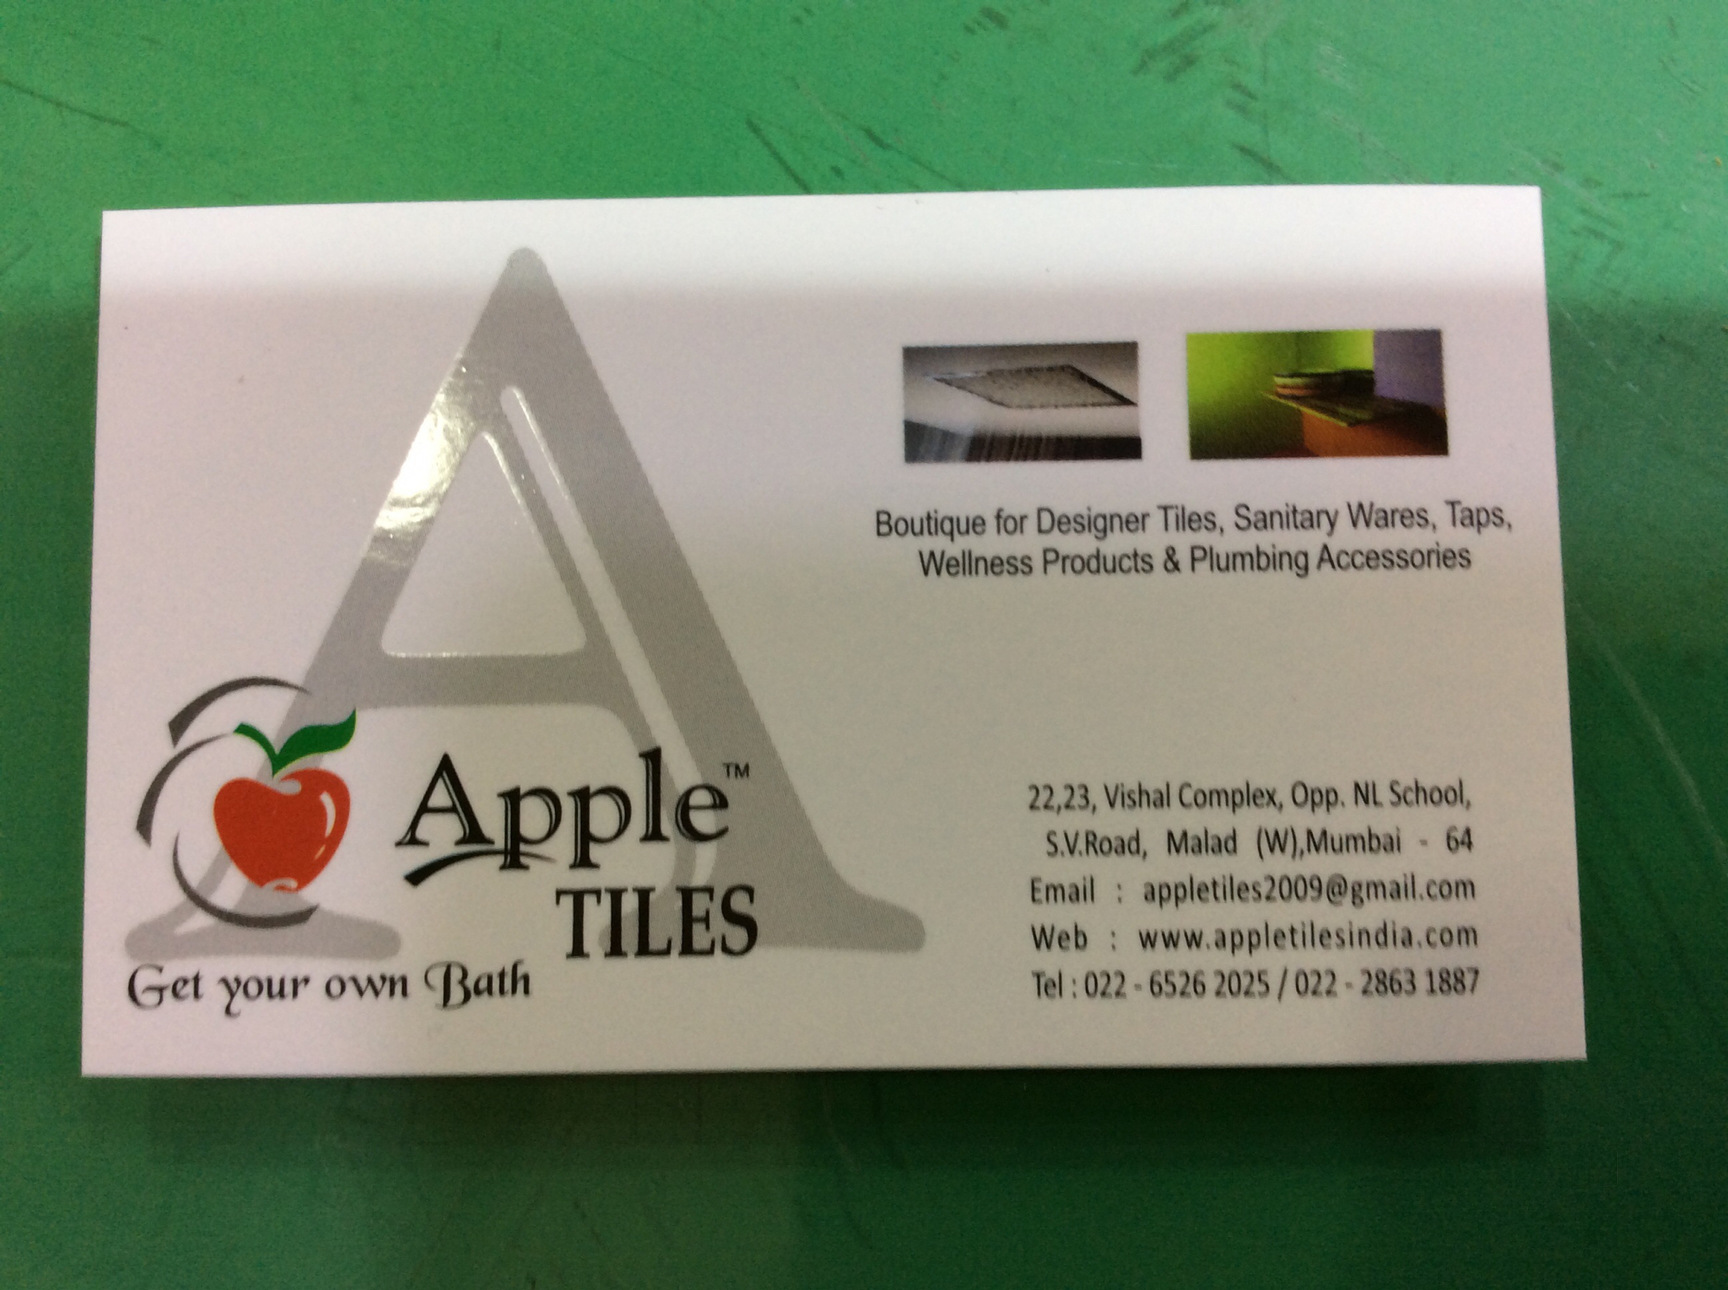 Boutique for Designer Tiles, Sanitary Wares, Taps,
Wellness Products & Plumbing Accessories
A
Apple™
TILES
Get your own Bath
22,23, Vishal Complex, Opp. NL School,
S.V.Road, Malad (W),Mumbai - 64
Email : appletiles2009@gmail.com
Web : www.appletilesindia.com
Tel : 022 - 6526 2025 / 022 - 2863 1887